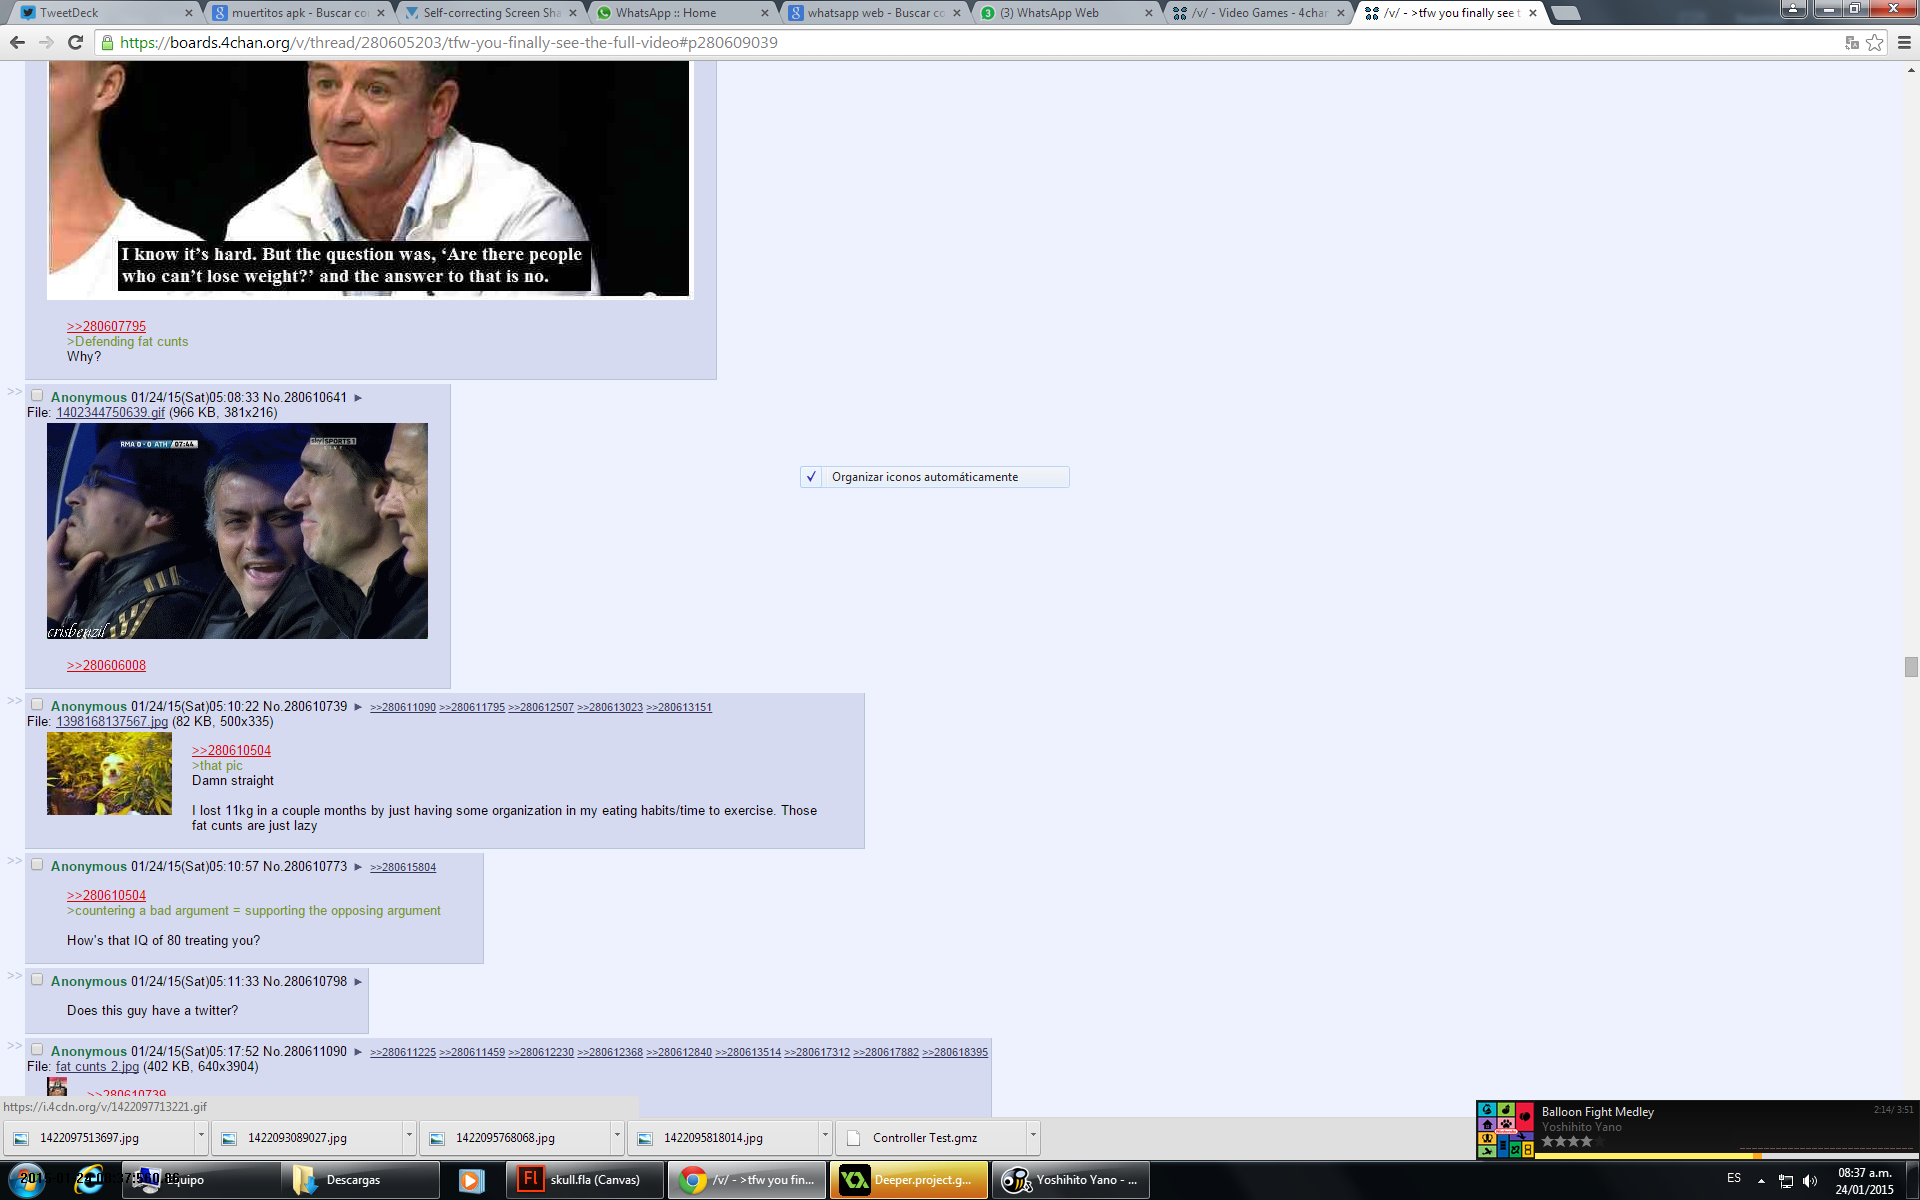 TweetDeck
muertitos apk - Buscar co
Self-correcting Screen Sha
WhatsApp :: Home
whatsapp web - Buscar co
(3) WhatsApp Web
/v/ - Video Games - 4chan
/v/ - >tfw you finally see t
https://boards.4chan.org/v/thread/280605203/tfw-you-finally-see-the-full-video#p280609039
I know it's hard. But the question was, 'Are there people
who can't lose weight?' and the answer to that is no.
>>280607795
>Defending fat cunts
Why?
>> Anonymous 01/24/15(Sat)05:08:33 No.280610641 ►
File: 1402344750639.gif (966 KB, 381x216)
RMA 0-0 ATH 07:44
sky SPORTS 1
LIVE
crisbenzil
>>280606008
Organizar iconos automáticamente
>> Anonymous 01/24/15(Sat)05:10:22 No.280610739 ► >>280611090 >>280611795 >>280612507 >>280613023 >>280613151
File: 1398168137567.jpg (82 KB, 500x335)
>>280610504
>that pic
Damn straight
I lost 11kg in a couple months by just having some organization in my eating habits/time to exercise. Those
fat cunts are just lazy
>> Anonymous 01/24/15(Sat)05:10:57 No.280610773 ► >>280615804
>>280610504
>countering a bad argument = supporting the opposing argument
How's that IQ of 80 treating you?
>> Anonymous 01/24/15(Sat)05:11:33 No.280610798 ►
Does this guy have a twitter?
>> Anonymous 01/24/15(Sat)05:17:52 No.280611090 ► >>280611225 >>280611459 >>280612230 >>280612368 >>280612840 >>280613514 >>280617312 >>280617882 >>280618395
File: fat cunts 2.jpg (402 KB, 640x3904)
>>280610739
https://i.4cdn.org/v/1422097713221.gif
1422097513697.jpg
1422093089027.jpg
1422095768068.jpg
1422095818014.jpg
Controller Test.gmz
Balloon Fight Medley
2:14/ 3:51
Yoshihito Yano
Equipo
Descargas
skull.fla (Canvas)
/v/ - >tfw you fin...
Deeper.project.g...
Yoshihito Yano - ...
ES
08:37 a.m.
24/01/2015